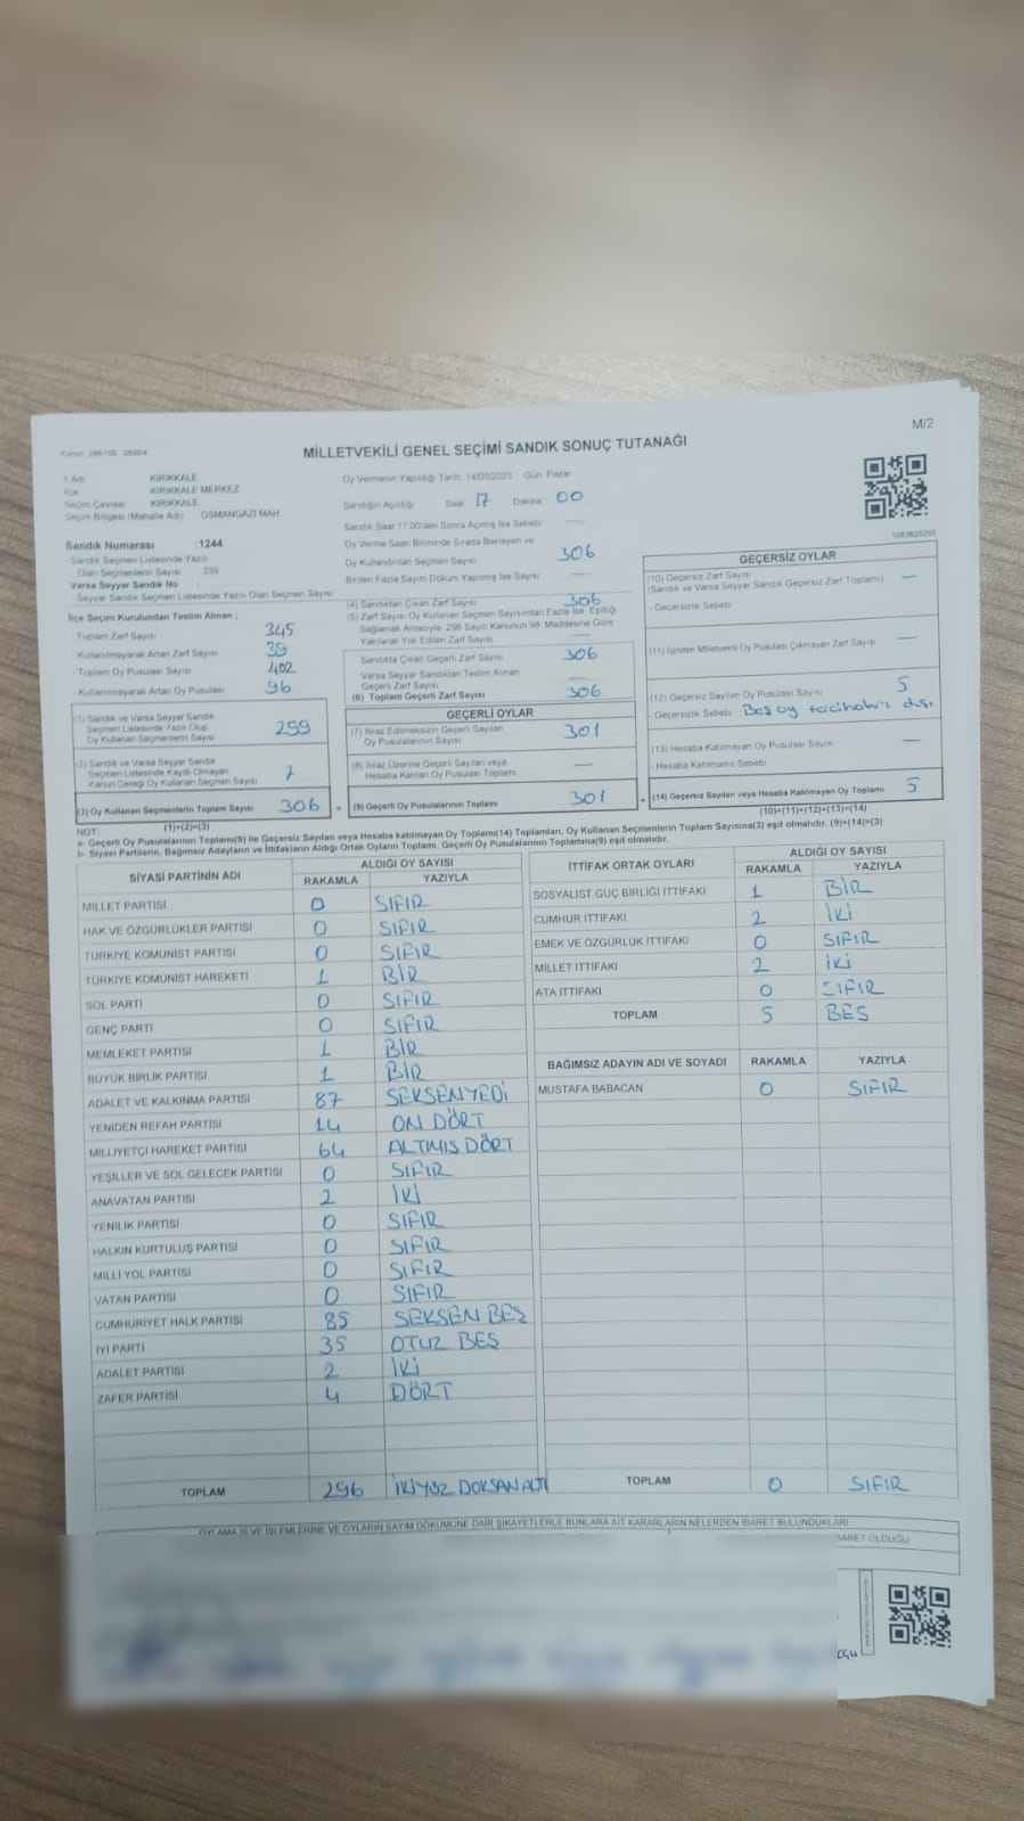 M/2
MİLLETVEKİLİ GENEL SEÇİMİ SANDIK SONUÇ TUTANAĞI
KIRIKKALE
KIRIKKALE MERKEZ
Seçim Çevresi KIRIKKALE
Seçim Bölgesi (Mahalle Adı) OSMANGAZİ MAH.
Oy Vermenin Yapıldığı Tarih: 14/05/2023 Gün: Pazar
Sandığın Açıldığı Saat 17 Dakika 00
Sandık Saat 17:00'dan Sonra Açılmış İse Sebebi
Sandık Numarası :1244
Oy Verme Saati Bitiminde Sırada Bekleyen ve
Oy Kullandırılan Seçmen Sayısı 306
Birden Fazla Sayım Döküm Yapılmış İse Sayısı
Varsa Seyyar Sandık No
Seyyar Sandık Seçmen Listesinde Yazılı Olan Seçmen Sayısı
İlçe Seçim Kurulundan Teslim Alınan ;
Toplam Zarf Sayısı 345
Kullanılmayarak Artan Zarf Sayısı 39
Toplam Oy Pusulası Sayısı 402
Kullanılmayarak Artan Oy Pusulası 96
(1) Sandık ve Varsa Seyyar Sandık
Seçmen Listesinde Yazılı Olup
Oy Kullanan Seçmenlerin Sayısı 299
(2) Sandık ve Varsa Seyyar Sandık
Seçmen Listesinde Kaydı Olmayan
Kanun Gereği Oy Kullanan Seçmen Sayısı 7
(3) Oy Kullanan Seçmenlerin Toplam Sayısı 306
(1)+(2)=(3)
(4) Sandıktan Çıkan Zarf Sayısı 306
(5) Zarf Sayısı Oy Kullanan Seçmen Sayısından Fazla İse, Eşitliği
Sağlamak Amacıyla, 298 Sayılı Kanunun 98. Maddesine Göre
Yakılarak Yok Edilen Zarf Sayısı
Sandıkta Çıkan Geçerli Zarf Sayısı 306
Varsa Seyyar Sandıktan Teslim Alınan
Geçerli Zarf Sayısı
(6) Toplam Geçerli Zarf Sayısı 306
GEÇERLİ OYLAR
(7) İtiraz Edilmeksizin Geçerli Sayılan
Oy Pusulalarının Sayısı 301
(8) İtiraz Üzerine Geçerli Sayılan veya
Hesaba Katılan Oy Pusulası Toplamı
(9) Geçerli Oy Pusulalarının Toplamı 301
GEÇERSİZ OYLAR
(10) Geçersiz Zarf Sayısı
(Sandık ve Varsa Seyyar Sandık Geçersiz Zarf Toplamı)
- Geçersizlik Sebebi
(11) İçinden Milletvekili Oy Pusulası Çıkmayan Zarf Sayısı
(12) Geçersiz Sayılan Oy Pusulası Sayısı 5
- Geçersizlik Sebebi : Beş oy
(13) Hesaba Katılmayan Oy Pusulası Sayısı
- Hesaba Katılmama Sebebi
(14) Geçersiz Sayılan veya Hesaba Katılmayan Oy Toplamı 5
(10)+(11)+(12)+(13)=(14)
NOT:
a- Geçerli Oy Pusulalarının Toplamı(9) ile Geçersiz Sayılan veya Hesaba katılmayan Oy Toplamı(14) Toplamları, Oy Kullanan Seçmenlerin Toplam Sayısına(3) eşit olmalıdır. (9)+(14)=(3)
b- Siyasi Partilerin, Bağımsız Adayların ve İttifakların Aldığı Ortak Oyların Toplamı, Geçerli Oy Pusulalarının Toplamına(9) eşit olmalıdır.
SİYASİ PARTİNİN ADI ALDIĞI OY SAYISI
RAKAMLA YAZIYLA
MİLLET PARTİSİ 0 SIFIR
HAK VE ÖZGÜRLÜKLER PARTİSİ 0 SIFIR
TÜRKİYE KOMÜNİST PARTİSİ 0 SIFIR
TÜRKİYE KOMÜNİST HAREKETİ 1 BİR
SOL PARTİ 0 SIFIR
GENÇ PARTİ 0 SIFIR
MEMLEKET PARTİSİ 1 BİR
BÜYÜK BİRLİK PARTİSİ 1 BİR
ADALET VE KALKINMA PARTİSİ 87 SEKSENYEDİ
YENİDEN REFAH PARTİSİ 14 ON DÖRT
MİLLİYETÇİ HAREKET PARTİSİ 64 ALTMIŞ DÖRT
YEŞİLLER VE SOL GELECEK PARTİSİ 0 SIFIR
ANAVATAN PARTİSİ 2 İKİ
YENİLİK PARTİSİ 0 SIFIR
HALKIN KURTULUŞ PARTİSİ 0 SIFIR
MİLLİ YOL PARTİSİ 0 SIFIR
VATAN PARTİSİ 0 SIFIR
CUMHURİYET HALK PARTİSİ 85 SEKSEN BEŞ
İYİ PARTİ 35 OTUZ BEŞ
ADALET PARTİSİ 2 İKİ
ZAFER PARTİSİ 4 DÖRT
TOPLAM 296 İKİYÜZ DOKSAN ALTI
İTTİFAK ORTAK OYLARI ALDIĞI OY SAYISI
RAKAMLA YAZIYLA
SOSYALİST GÜÇ BİRLİĞİ İTTİFAKI 1 BİR
CUMHUR İTTİFAKI 2 İKİ
EMEK VE ÖZGÜRLÜK İTTİFAKI 0 SIFIR
MİLLET İTTİFAKI 2 İKİ
ATA İTTİFAKI 0 SIFIR
TOPLAM 5 BEŞ
BAĞIMSIZ ADAYIN ADI VE SOYADI RAKAMLA YAZIYLA
MUSTAFA BABACAN 0 SIFIR
TOPLAM 0 SIFIR
OYLAMA İŞ VE İŞLEMLERİNE VE OYLARIN SAYIM DÖKÜMÜNE DAİR ŞİKAYETLERLE BUNLARA AİT KARARLARIN NELERDEN İBARET BULUNDUKLARI